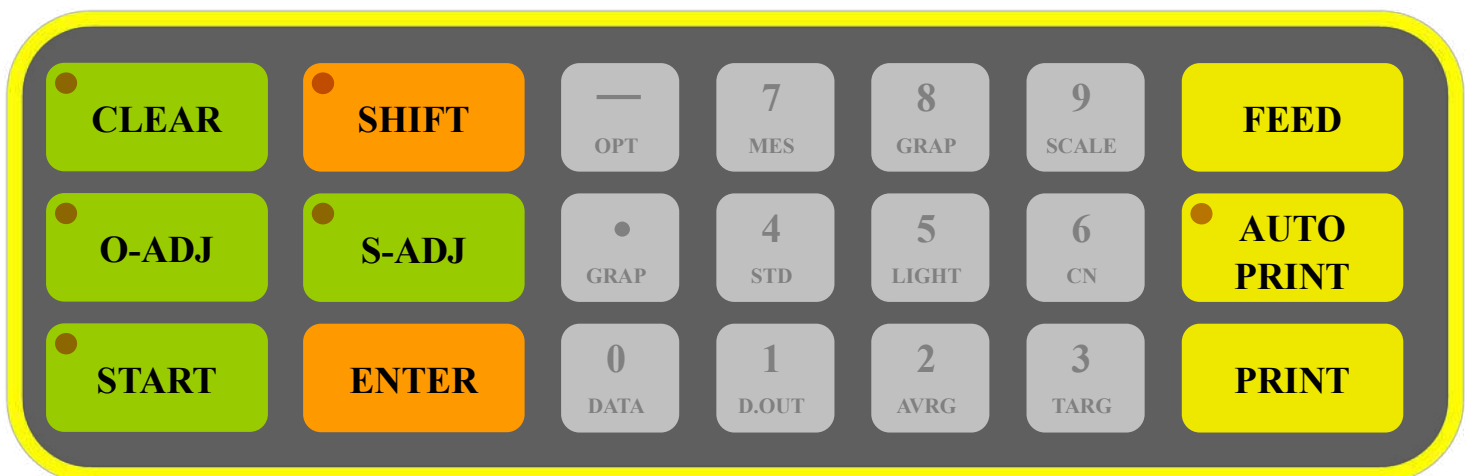 CLEAR
SHIFT
—
OPT
7
MES
8
GRAP
9
SCALE
FEED
O-ADJ
S-ADJ
•
GRAP
4
STD
5
LIGHT
6
CN
AUTO
PRINT
START
ENTER
0
DATA
1
D.OUT
2
AVRG
3
TARG
PRINT